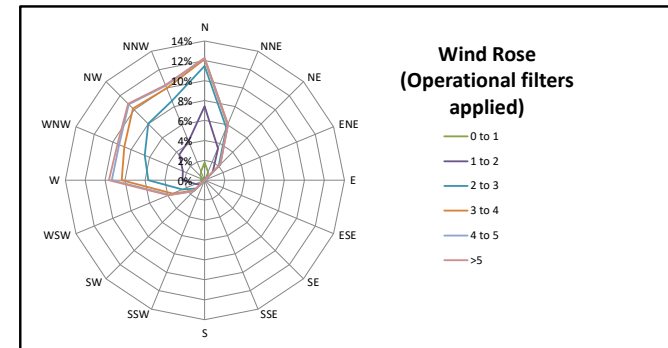 N
NNE
NE
ENE
E
ESE
SE
SSE
S
SSW
SW
WSW
W
WNW
NW
NNW
14%
12%
10%
8%
6%
4%
2%
0%
Wind Rose
(Operational filters
applied)
0 to 1
1 to 2
2 to 3
3 to 4
4 to 5
>5